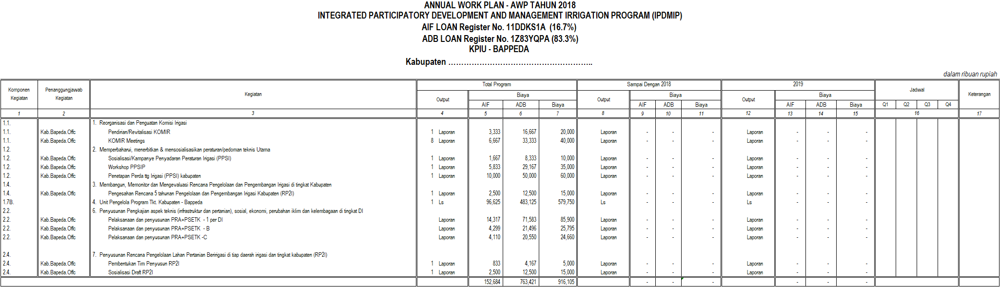 ANNUAL WORK PLAN - AWP TAHUN 2018
INTEGRATED PARTICIPATORY DEVELOPMENT AND MANAGEMENT IRRIGATION PROGRAM (IPDMIP)
AIF LOAN Register No. 11DDKS1A (16.7%)
ADB LOAN Register No. 1Z83YQPA (83.3%)
KPIU - BAPPEDA
Kabupaten ………………………………………………..
dalam ribuan rupiah
Komponen Kegiatan Penanggungjawab Kegiatan Kegiatan Total Program Sampai Dengan 2018 2019 Jadwal Keterangan
Output Biaya Output Biaya Output Biaya
AIF ADB Biaya AIF ADB Biaya AIF ADB Biaya Q1 Q2 Q3 Q4
1 2 3 4 5 6 7 8 9 10 11 12 13 14 15 16 17
1.1. 1. Reorganisasi dan Penguatan Komisi Irigasi
1.1. Kab.Bapeda.Offc Pendirian/Revitalisasi KOMIR 1 Laporan 3,333 16,667 20,000 Laporan - - - Laporan - - -
1.1. Kab.Bapeda.Offc KOMIR Meetings 8 Laporan 6,667 33,333 40,000 Laporan - - - Laporan - - -
1.2. 2. Memperbaharui, menerbitkan & mensosialisasikan peraturan/pedoman teknis Utama
1.2. Kab.Bapeda.Offc Sosialisasi/Kampanye Penyadaran Peraturan Irigasi (PPSI) 1 Laporan 1,667 8,333 10,000 Laporan - - - Laporan - - -
1.2. Kab.Bapeda.Offc Workshop PPSIP 1 Laporan 5,833 29,167 35,000 Laporan - - - Laporan - - -
1.2. Kab.Bapeda.Offc Penetapan Perda ttg Irigasi (PPSI) kabupaten 1 Laporan 10,000 50,000 60,000 Laporan - - - Laporan - - -
1.4. 3. Membangun, Memonitor dan Mengevaluasi Rencana Pengelolaan dan Pengembangan Irigasi di tingkat Kabupaten
1.4. Kab.Bapeda.Offc Pengesahan Rencana 5 tahunan Pengelolaan dan Pengembangan Irigasi Kabupaten (RP2I) 1 Laporan 2,500 12,500 15,000 Laporan - - - Laporan - - -
1.7B. 4. Unit Pengelola Program Tkt. Kabupaten - Bappeda 1 Ls 96,625 483,125 579,750 Ls - - - Ls - - -
2.2. 6. Penyusunan Pengkajian aspek teknis (infrastruktur dan pertanian), sosial, ekonomi, perubahan iklim dan kelembagaan di tingkat DI
2.2. Kab.Bapeda.Offc Pelaksanaan dan penyusunan PRA+PSETK - 1 per DI Laporan 14,317 71,583 85,900 Laporan - - - Laporan - - -
2.2. Kab.Bapeda.Offc Pelaksanaan dan penyusunan PRA+PSETK - B Laporan 4,299 21,496 25,795 Laporan - - - Laporan - - -
2.2. Kab.Bapeda.Offc Pelaksanaan dan penyusunan PRA+PSETK -C Laporan 4,110 20,550 24,660 Laporan - - - Laporan - - -
2.4. 7. Penyusunan Rencana Pengelolaan Lahan Pertanian Beririgasi di tiap daerah irigasi dan tingkat kabupaten (RP2I)
2.4. Kab.Bapeda.Offc Pembentukan Tim Penyusun RP2I 1 Laporan 833 4,167 5,000 Laporan - - - Laporan - - -
2.4. Kab.Bapeda.Offc Sosialisasi Draft RP2I 1 Laporan 2,500 12,500 15,000 Laporan - - - Laporan - - -
152,684 763,421 916,105 - - - - - -